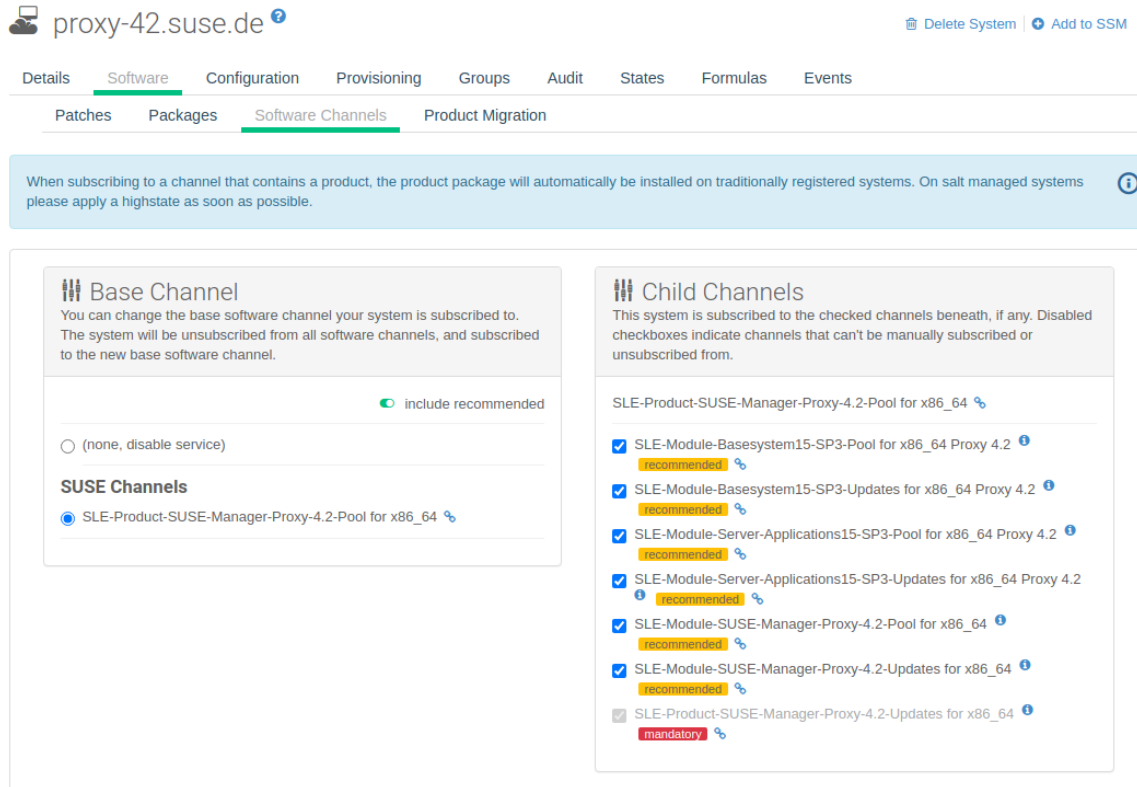 proxy-42.suse.de
Delete System | Add to SSM
Details Software Configuration Provisioning Groups Audit States Formulas Events
Patches Packages Software Channels Product Migration
When subscribing to a channel that contains a product, the product package will automatically be installed on traditionally registered systems. On salt managed systems
please apply a highstate as soon as possible.
Base Channel
You can change the base software channel your system is subscribed to.
The system will be unsubscribed from all software channels, and subscribed
to the new base software channel.
include recommended
(none, disable service)
SUSE Channels
SLE-Product-SUSE-Manager-Proxy-4.2-Pool for x86_64
Child Channels
This system is subscribed to the checked channels beneath, if any. Disabled
checkboxes indicate channels that can't be manually subscribed or
unsubscribed from.
SLE-Product-SUSE-Manager-Proxy-4.2-Pool for x86_64
SLE-Module-Basesystem15-SP3-Pool for x86_64 Proxy 4.2
recommended
SLE-Module-Basesystem15-SP3-Updates for x86_64 Proxy 4.2
recommended
SLE-Module-Server-Applications15-SP3-Pool for x86_64 Proxy 4.2
recommended
SLE-Module-Server-Applications15-SP3-Updates for x86_64 Proxy 4.2
recommended
SLE-Module-SUSE-Manager-Proxy-4.2-Pool for x86_64
recommended
SLE-Module-SUSE-Manager-Proxy-4.2-Updates for x86_64
recommended
SLE-Product-SUSE-Manager-Proxy-4.2-Updates for x86_64
mandatory